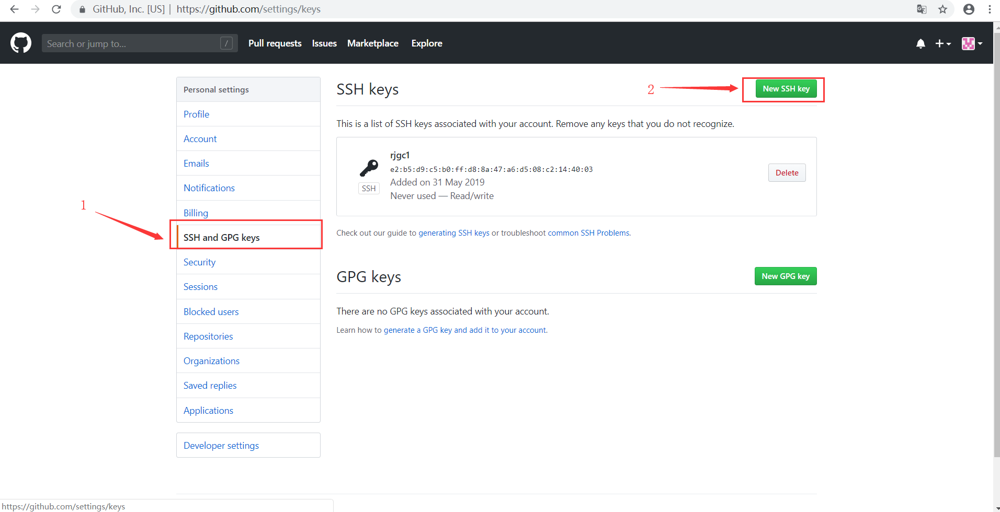 GitHub, Inc. [US] | https://github.com/settings/keys
Search or jump to... /
Pull requests Issues Marketplace Explore
Personal settings
Profile
Account
Emails
Notifications
Billing
1
SSH and GPG keys
Security
Sessions
Blocked users
Repositories
Organizations
Saved replies
Applications
Developer settings
SSH keys
2
New SSH key
This is a list of SSH keys associated with your account. Remove any keys that you do not recognize.
rjgc1
e2:b5:d9:c5:b0:ff:d8:8a:47:a6:d5:08:c2:14:40:03
Added on 31 May 2019
Never used — Read/write
SSH
Delete
Check out our guide to generating SSH keys or troubleshoot common SSH Problems.
GPG keys
New GPG key
There are no GPG keys associated with your account.
Learn how to generate a GPG key and add it to your account.
https://github.com/settings/keys